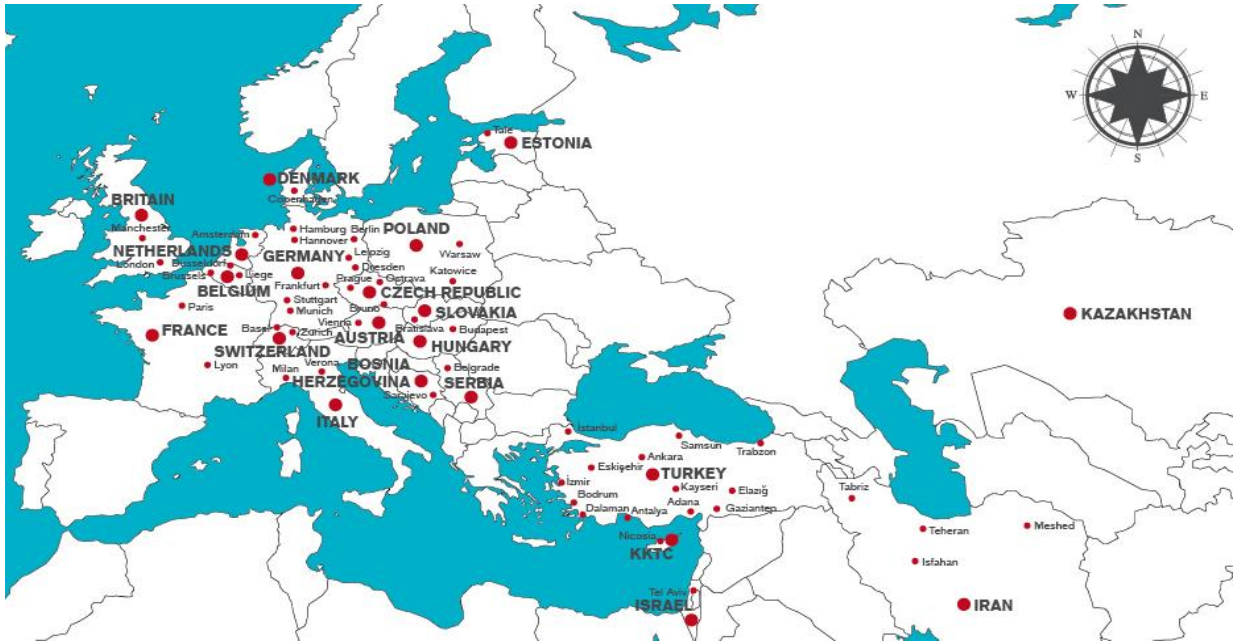 N
W
E
S
Tale
ESTONIA
DENMARK
Copenhagen
BRITAIN
Manchester
Amsterdam
Hamburg
Berlin
POLAND
Hannover
NETHERLANDS
GERMANY
Leipzig
Warsaw
London
Dusseldorf
Dresden
Brussels
Liege
Prague
Ostrava
Katowice
BELGIUM
Frankfurt
CZECH REPUBLIC
Paris
Stuttgart
Munich
Bruno
SLOVAKIA
KAZAKHSTAN
Vienna
Bratislava
Budapest
FRANCE
Basel
Zürich
AUSTRIA
HUNGARY
SWITZERLAND
Lyon
Milan
Verona
BOSNIA
HERZEGOVINA
Belgrade
SERBIA
Sarajevo
ITALY
İstanbul
Samsun
Trabzon
Ankara
Eskişehir
TURKEY
İzmir
Kayseri
Elazığ
Tabriz
Bodrum
Dalaman
Antalya
Adana
Gaziantep
Teheran
Meshed
Nicosia
KKTC
Isfahan
Tel Aviv
ISRAEL
IRAN